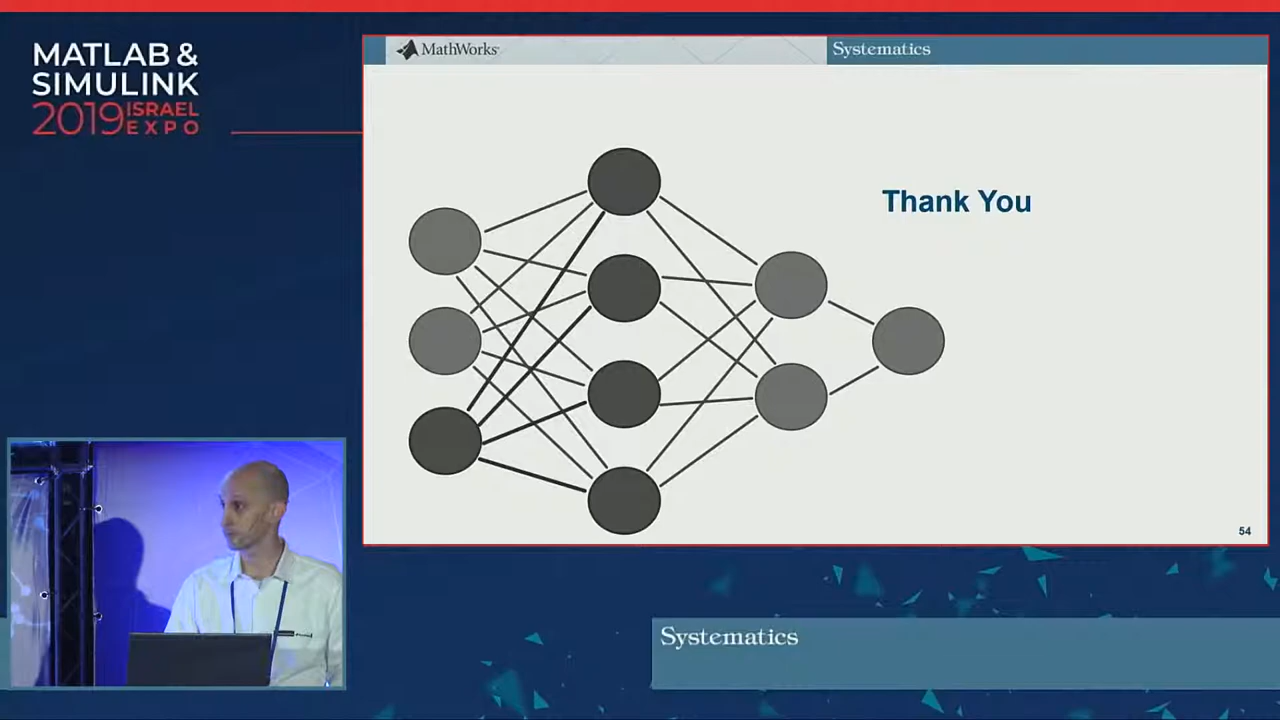 MATLAB &
SIMULINK
2019 ISRAEL
EXPO
MathWorks
Systematics
Thank You
54
Systematics